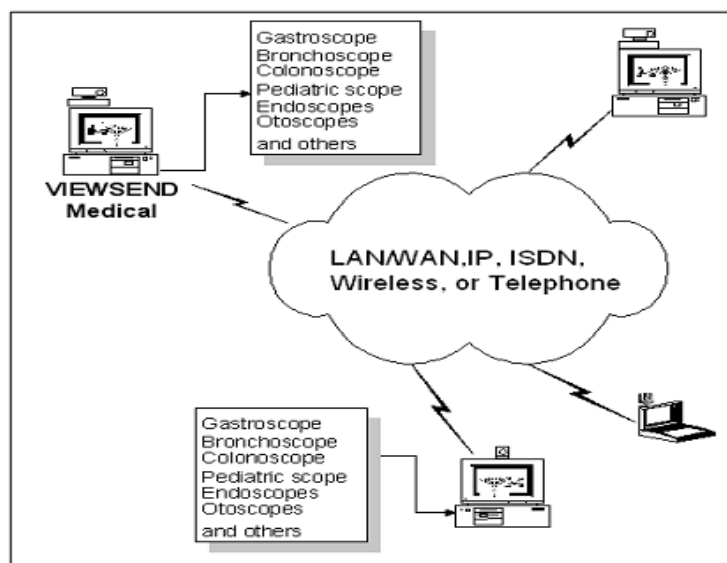 Gastroscope
Bronchoscope
Colonoscope
Pediatric scope
Endoscopes
Otoscopes
and others
VIEWSEND
Medical
LAN/WAN,IP, ISDN,
Wireless, or Telephone
Gastroscope
Bronchoscope
Colonoscope
Pediatric scope
Endoscopes
Otoscopes
and others